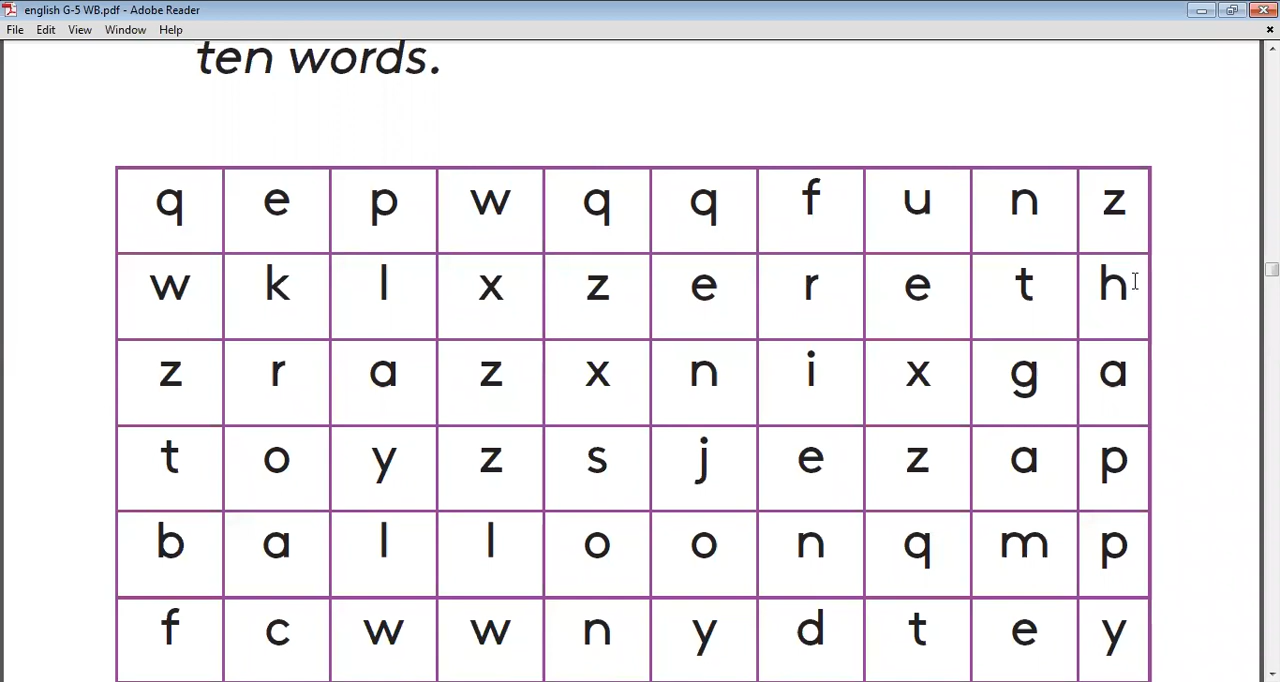 english G-5 WB.pdf - Adobe Reader
File Edit View Window Help
ten words.
q e p w q q f u n z
w k l x z e r e t h
z r a z x n i x g a
t o y z s j e z a p
b a l l o o n q m p
f c w w n y d t e y